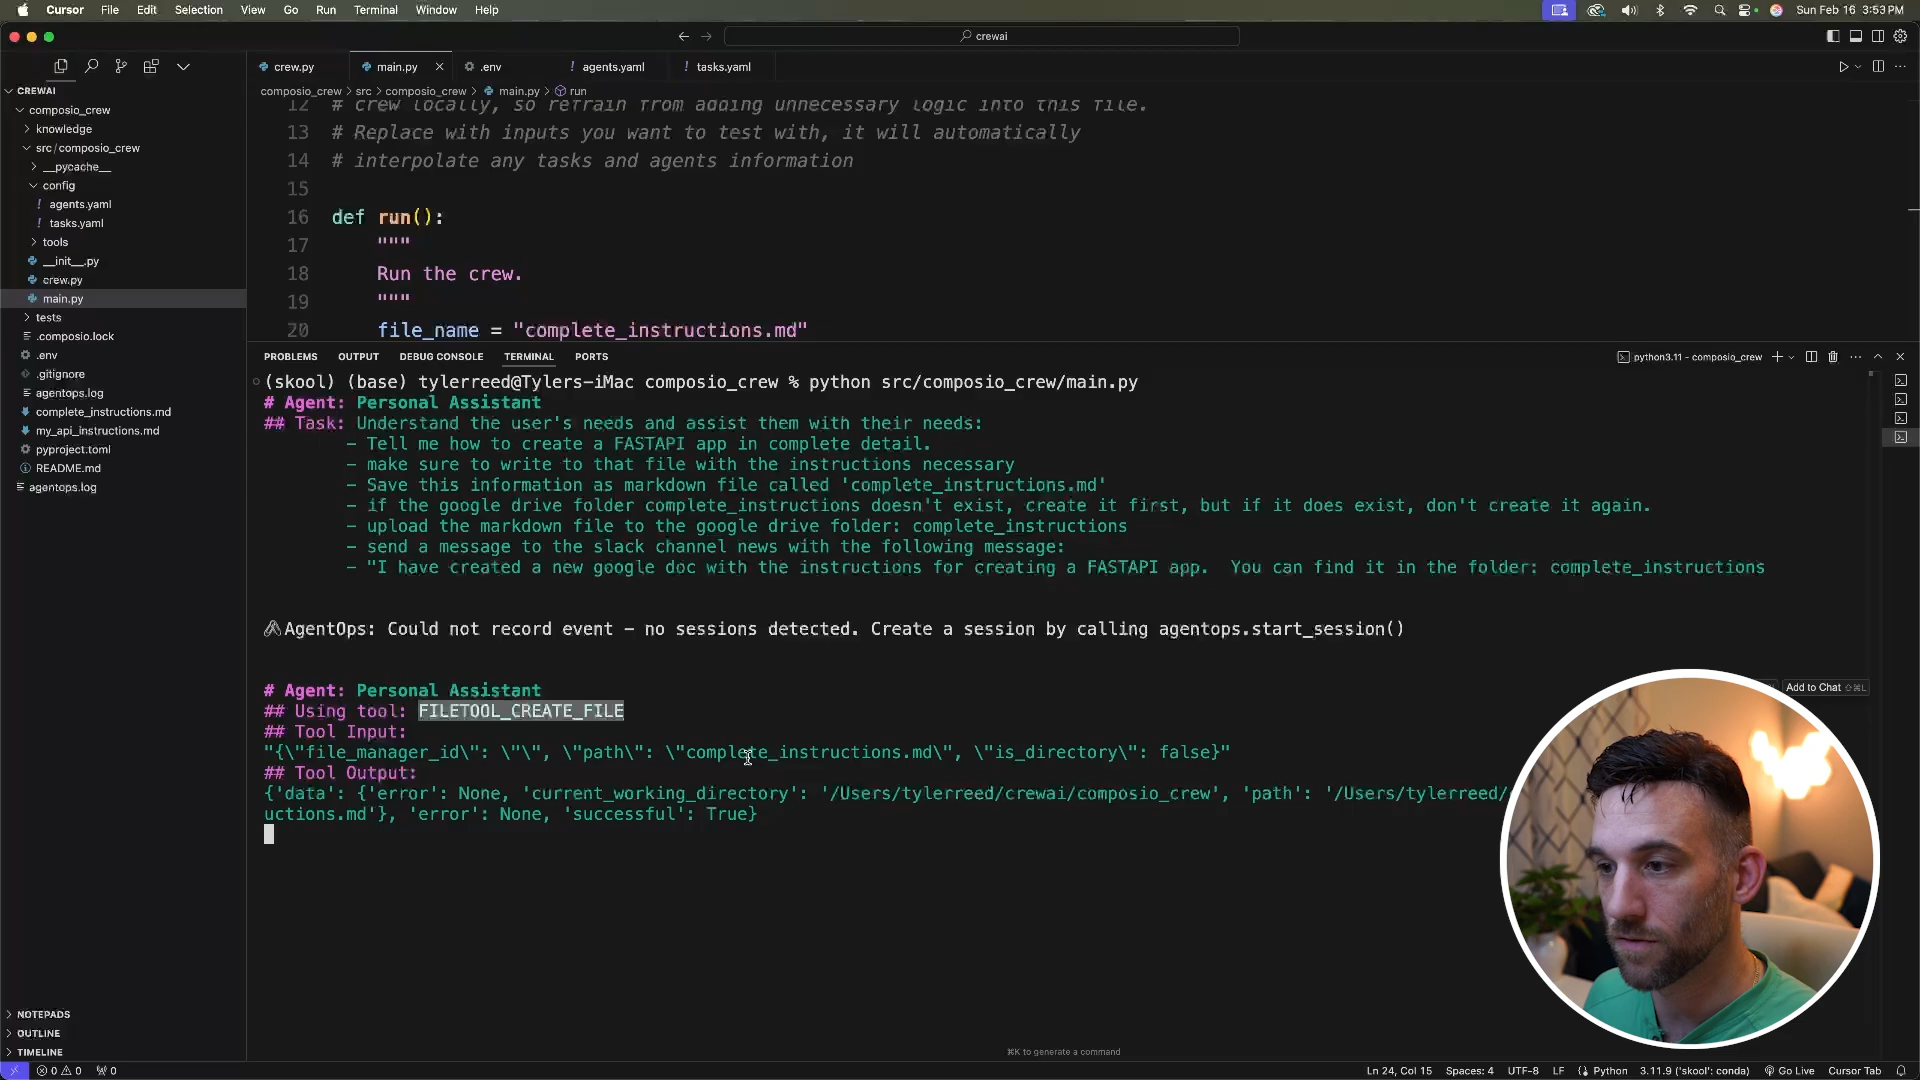 Cursor File Edit Selection View Go Run Terminal Window Help
Sun Feb 16 3:53 PM
crewai
crew.py main.py .env agents.yaml tasks.yaml
CREWAI
composio_crew
knowledge
src/composio_crew
__pycache__
config
agents.yaml
tasks.yaml
tools
__init__.py
crew.py
main.py
tests
.composio.lock
.env
.gitignore
agentops.log
complete_instructions.md
my_api_instructions.md
pyproject.toml
README.md
agentops.log
NOTEPADS
OUTLINE
TIMELINE
composio_crew > src > composio_crew > main.py > run
12 # crew locally, so refrain from adding unnecessary logic into this file.
13 # Replace with inputs you want to test with, it will automatically
14 # interpolate any tasks and agents information
15
16 def run():
17 """
18 Run the crew.
19 """
20 file_name = "complete_instructions.md"
PROBLEMS OUTPUT DEBUG CONSOLE TERMINAL PORTS
python3.11 - composio_crew
(skool) (base) tylerreed@Tylers-iMac composio_crew % python src/composio_crew/main.py
# Agent: Personal Assistant
## Task: Understand the user's needs and assist them with their needs:
- Tell me how to create a FASTAPI app in complete detail.
- make sure to write to that file with the instructions necessary
- Save this information as markdown file called 'complete_instructions.md'
- if the google drive folder complete_instructions doesn't exist, create it first, but if it does exist, don't create it again.
- upload the markdown file to the google drive folder: complete_instructions
- send a message to the slack channel news with the following message:
- "I have created a new google doc with the instructions for creating a FASTAPI app.  You can find it in the folder: complete_instructions
AgentOps: Could not record event - no sessions detected. Create a session by calling agentops.start_session()
# Agent: Personal Assistant
Add to Chat ⇧⌘L
## Using tool: FILETOOL_CREATE_FILE
## Tool Input:
"{\"file_manager_id\": \"\", \"path\": \"complete_instructions.md\", \"is_directory\": false}"
## Tool Output:
{'data': {'error': None, 'current_working_directory': '/Users/tylerreed/crewai/composio_crew', 'path': '/Users/tylerreed/
uctions.md'}, 'error': None, 'successful': True}
⌘K to generate a command
0 0 0
Ln 24, Col 15 Spaces: 4 UTF-8 LF Python 3.11.9 ('skool': conda) Go Live Cursor Tab